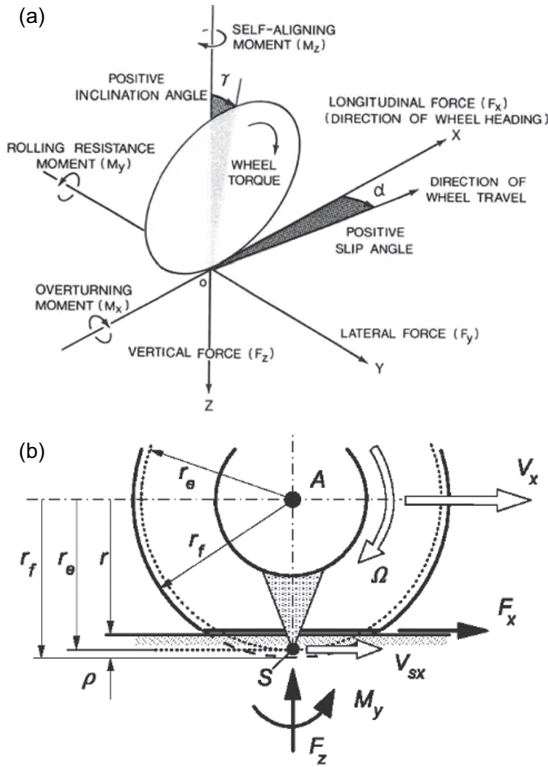 (a)
SELF-ALIGNING
MOMENT (Mz)
POSITIVE
INCLINATION ANGLE
γ
LONGITUDINAL FORCE (Fx)
(DIRECTION OF WHEEL HEADING)
X
ROLLING RESISTANCE
MOMENT (My)
WHEEL
TORQUE
α
DIRECTION OF
WHEEL TRAVEL
POSITIVE
SLIP ANGLE
OVERTURNING
MOMENT (Mx)
O
LATERAL FORCE (Fy)
VERTICAL FORCE (Fz)
Y
Z
(b)
re
A
Vx
rf
re
r
rf
Ω
Fx
S
Vsx
ρ
My
Fz